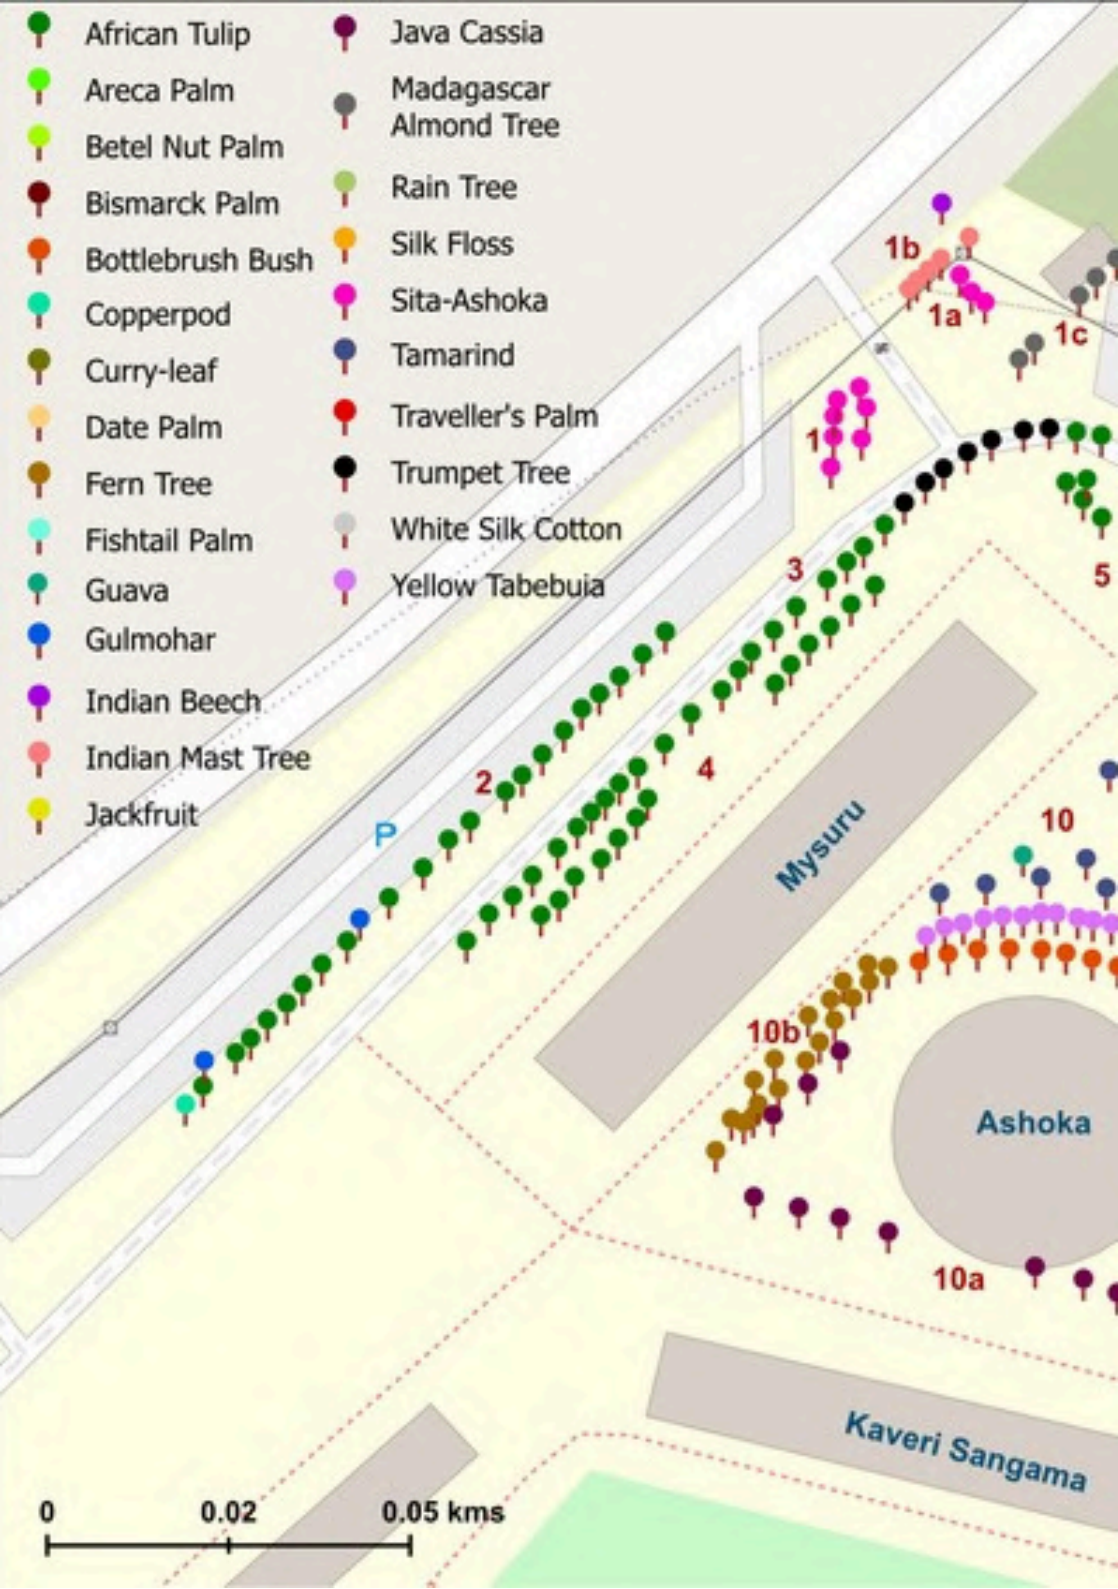 African Tulip
Areca Palm
Betel Nut Palm
Bismarck Palm
Bottlebrush Bush
Copperpod
Curry-leaf
Date Palm
Fern Tree
Fishtail Palm
Guava
Gulmohar
Indian Beech
Indian Mast Tree
Jackfruit
Java Cassia
Madagascar
Almond Tree
Rain Tree
Silk Floss
Sita-Ashoka
Tamarind
Traveller's Palm
Trumpet Tree
White Silk Cotton
Yellow Tabebuia
1b
1a
1c
1
3
5
2
4
P
Mysuru
10
10b
Ashoka
10a
Kaveri Sangama
0 0.02 0.05 kms